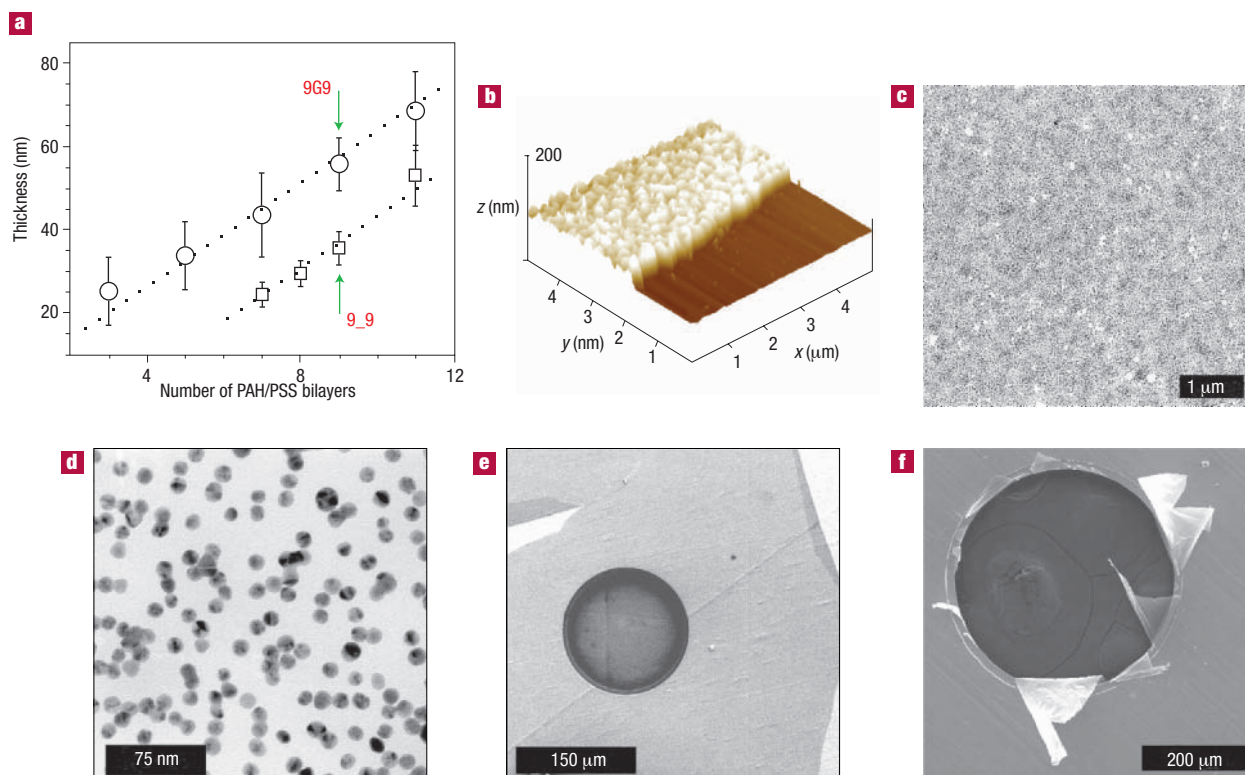 a
80
60
40
20
Thickness (nm)
9G9
9_9
4
8
12
Number of PAH/PSS bilayers
b
200
z (nm)
4
3
2
1
y (nm)
1
2
3
4
x (μm)
c
1 μm
d
75 nm
e
150 μm
f
200 μm